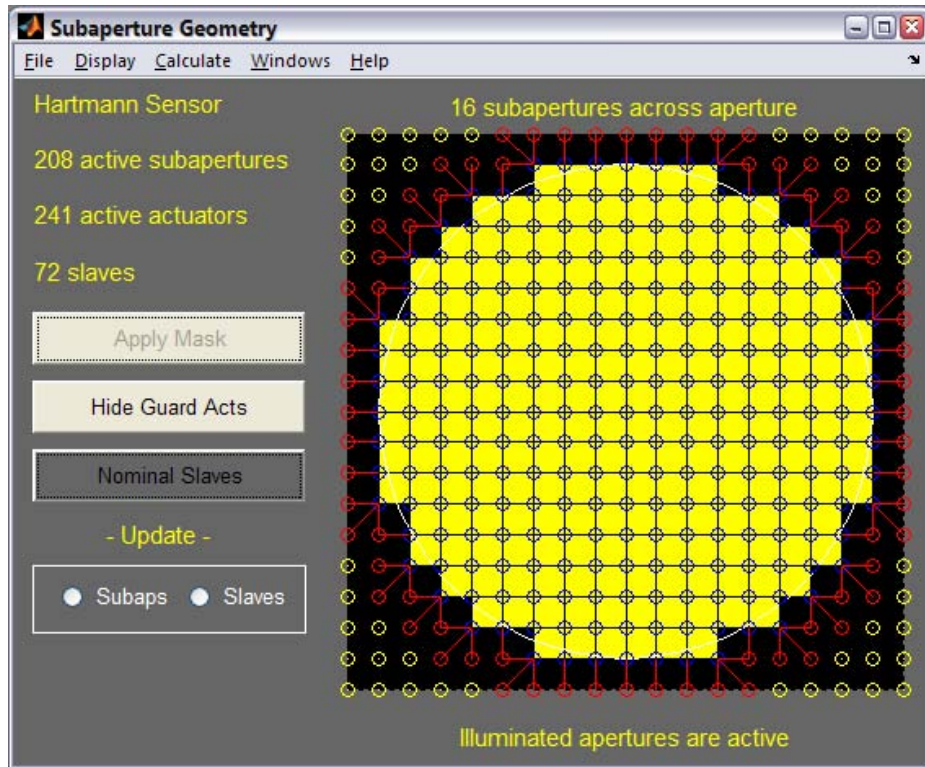 Subaperture Geometry
File Display Calculate Windows Help
Hartmann Sensor
16 subapertures across aperture
208 active subapertures
241 active actuators
72 slaves
Apply Mask
Hide Guard Acts
Nominal Slaves
- Update -
Subaps Slaves
Illuminated apertures are active